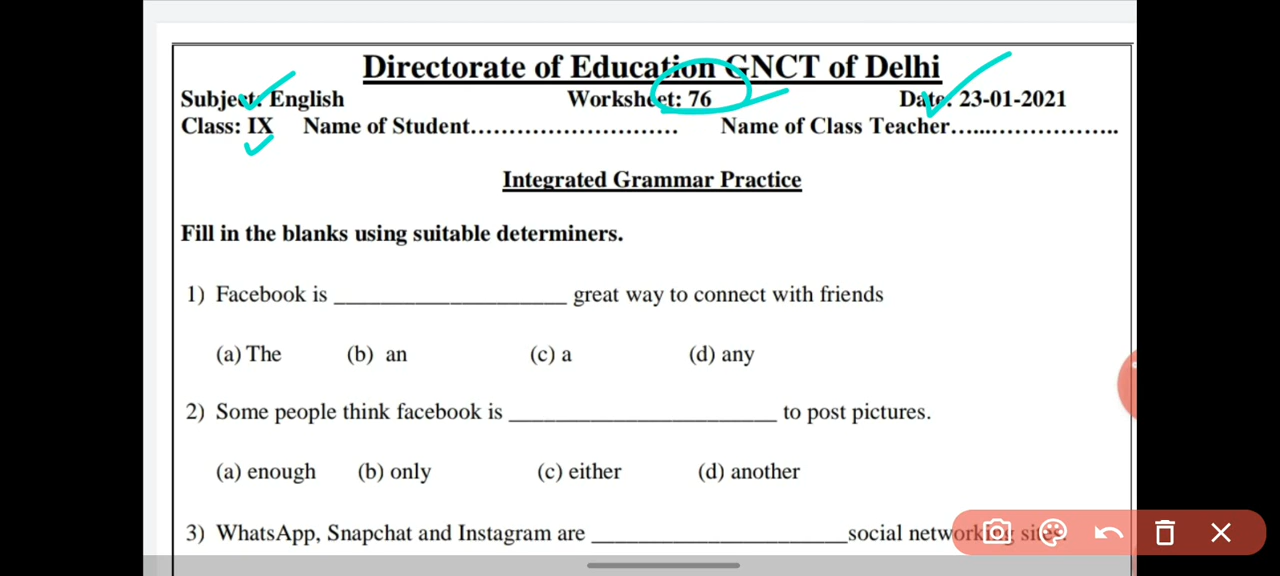 Directorate of Education GNCT of Delhi
Subject: English Worksheet: 76 Date: 23-01-2021
Class: IX Name of Student............................ Name of Class Teacher..........................
Integrated Grammar Practice
Fill in the blanks using suitable determiners.
1) Facebook is ____________________ great way to connect with friends
(a) The (b) an (c) a (d) any
2) Some people think facebook is _______________________ to post pictures.
(a) enough (b) only (c) either (d) another
3) WhatsApp, Snapchat and Instagram are ______________________social networking sites.